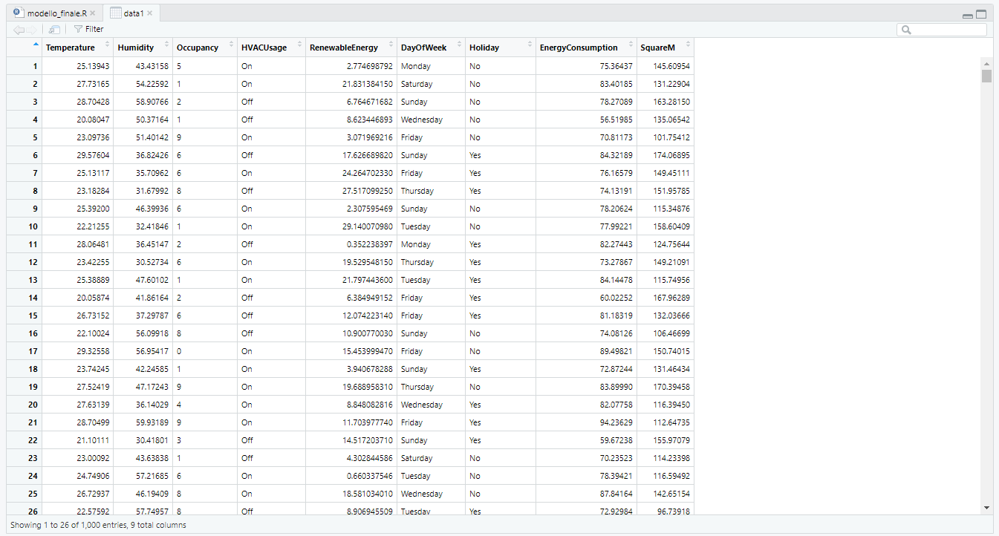 modello_finale.R data1
Filter
Temperature Humidity Occupancy HVACUsage RenewableEnergy DayOfWeek Holiday EnergyConsumption SquareM
1 25.13943 43.43158 5 On 2.774698792 Monday No 75.36437 145.60954
2 27.73165 54.22592 1 On 21.831384150 Saturday No 83.40185 131.22904
3 28.70428 58.90766 2 Off 6.764671682 Sunday No 78.27089 163.28150
4 20.08047 50.37164 1 Off 8.623446893 Wednesday No 56.51985 135.06542
5 23.09736 51.40142 9 On 3.071969216 Friday No 70.81173 101.75412
6 29.57604 36.82426 6 Off 17.626689820 Sunday Yes 84.32189 174.06895
7 25.13117 35.70962 6 On 24.264702330 Friday Yes 76.16579 149.45111
8 23.18284 31.67992 8 Off 27.517099250 Thursday Yes 74.13191 151.95785
9 25.39200 46.39936 6 On 2.307595469 Sunday No 78.20624 115.34876
10 22.21255 32.41846 1 On 29.140070980 Tuesday No 77.99221 158.60409
11 28.06481 36.45147 2 Off 0.352238397 Monday Yes 82.27443 124.75644
12 23.42255 30.52734 6 On 19.529548150 Thursday Yes 73.27867 149.21091
13 25.38889 47.60102 1 On 21.797443600 Tuesday Yes 84.14478 115.74956
14 20.05874 41.86164 2 Off 6.384949152 Friday Yes 60.02252 167.96289
15 26.73152 37.29787 6 Off 12.074223140 Friday Yes 81.18319 132.03666
16 22.10024 56.09918 8 Off 10.900770030 Sunday No 74.08126 106.46699
17 29.32558 56.95417 0 On 15.453999470 Friday No 89.49821 150.74015
18 23.74245 42.24585 1 On 3.940678288 Sunday Yes 72.87244 131.46434
19 27.52419 47.17243 9 On 19.688958310 Thursday No 83.89990 170.39458
20 27.63139 36.14029 4 On 8.848082816 Wednesday Yes 82.07758 116.39450
21 28.70499 59.93189 9 On 11.703977740 Friday Yes 94.23629 112.64735
22 21.10111 30.41801 3 Off 14.517203710 Sunday Yes 59.67238 155.97079
23 23.00092 43.63838 1 Off 4.302844586 Saturday No 70.23523 114.23398
24 24.74906 57.21685 6 On 0.660337546 Tuesday No 78.39421 116.59492
25 26.72937 46.19409 8 On 18.581034010 Wednesday No 87.84164 142.65154
26 22.57592 57.74957 8 Off 8.906945509 Tuesday Yes 72.92984 96.73918
Showing 1 to 26 of 1,000 entries, 9 total columns